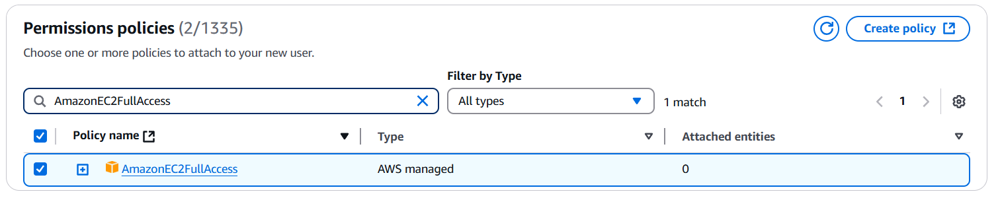 Permissions policies (2/1335)
Create policy
Choose one or more policies to attach to your new user.
Filter by Type
AmazonEC2FullAccess
All types
1 match
1
Policy name
Type
Attached entities
AmazonEC2FullAccess
AWS managed
0